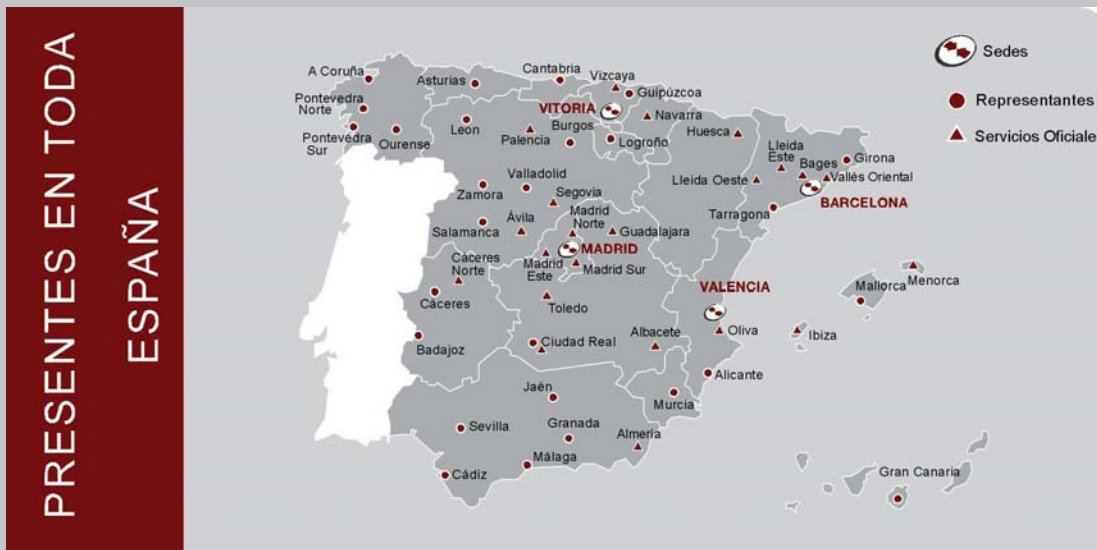 PRESENTES EN TODA
ESPAÑA
Sedes
Representantes
Servicios Oficiale
A Coruña
Asturias
Cantabria
Vizcaya
Guipúzcoa
Pontevedra
Norte
VITORIA
Navarra
Pontevedra
Sur
Ourense
Leon
Palencia
Burgos
Logroño
Huesca
Lleida
Este
Bages
Girona
Lleida Oeste
Vallés Oriental
BARCELONA
Tarragona
Zamora
Valladolid
Segovia
Salamanca
Ávila
Madrid
Norte
Guadalajara
MADRID
Madrid
Este
Madrid Sur
Cáceres
Norte
Cáceres
Toledo
VALENCIA
Mallorca
Menorca
Badajoz
Ciudad Real
Albacete
Oliva
Ibiza
Alicante
Jaén
Murcia
Sevilla
Granada
Almería
Cádiz
Málaga
Gran Canaria